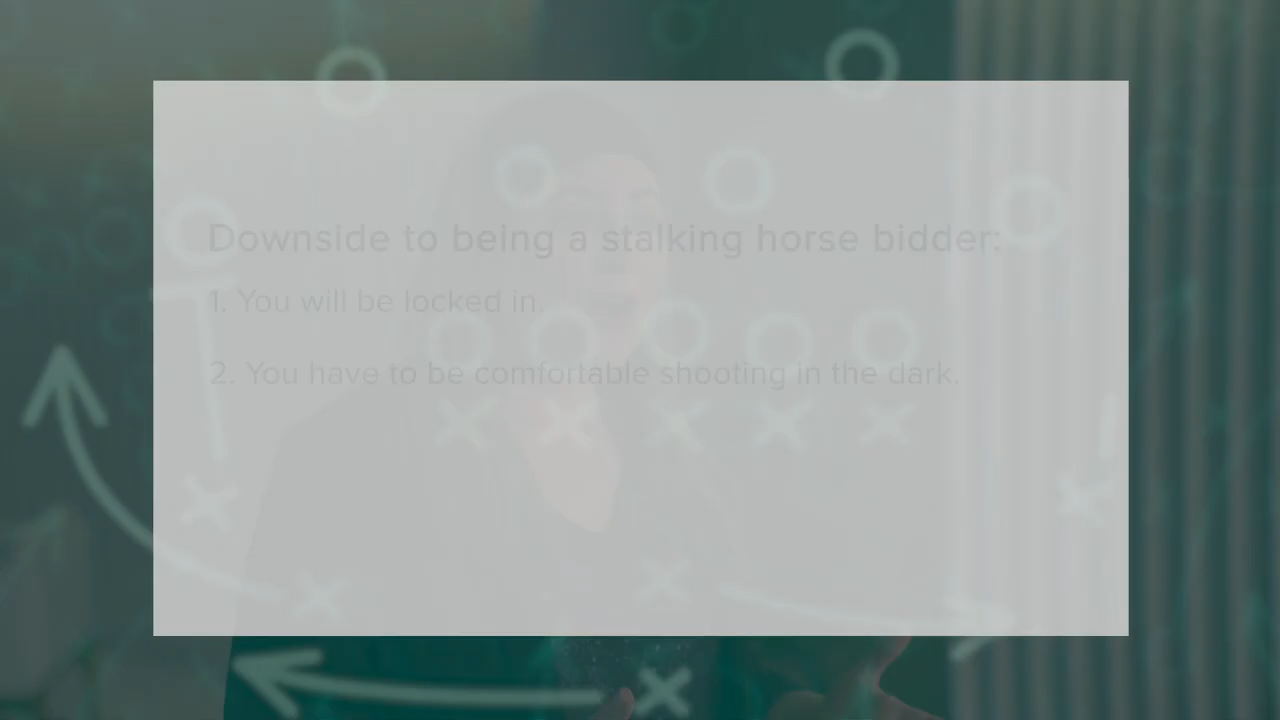 Downside to being a stalking horse bidder:
1. You will be locked in.
2. You have to be comfortable shooting in the dark.